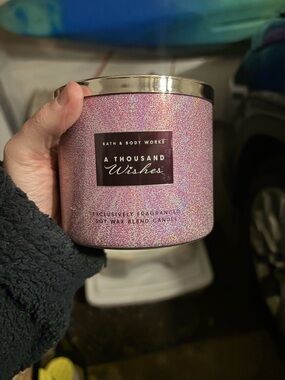 BATH & BODY WORKS
A THOUSAND
Wishes
EXCLUSIVELY FRAGRANCED
SOY WAX BLEND CANDLE